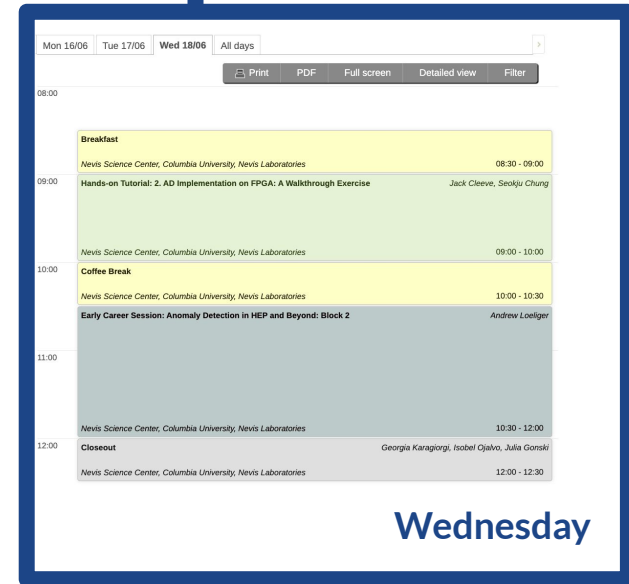 Mon 16/06 Tue 17/06 Wed 18/06 All days >
Print PDF Full screen Detailed view Filter
08:00
Breakfast
Nevis Science Center, Columbia University, Nevis Laboratories 08:30 - 09:00
09:00 Hands-on Tutorial: 2. AD Implementation on FPGA: A Walkthrough Exercise Jack Cleeve, Seokju Chung
Nevis Science Center, Columbia University, Nevis Laboratories 09:00 - 10:00
10:00 Coffee Break
Nevis Science Center, Columbia University, Nevis Laboratories 10:00 - 10:30
Early Career Session: Anomaly Detection in HEP and Beyond: Block 2 Andrew Loeliger
11:00
Nevis Science Center, Columbia University, Nevis Laboratories 10:30 - 12:00
12:00 Closeout Georgia Karagiorgi, Isobel Ojalvo, Julia Gonski
Nevis Science Center, Columbia University, Nevis Laboratories 12:00 - 12:30
Wednesday